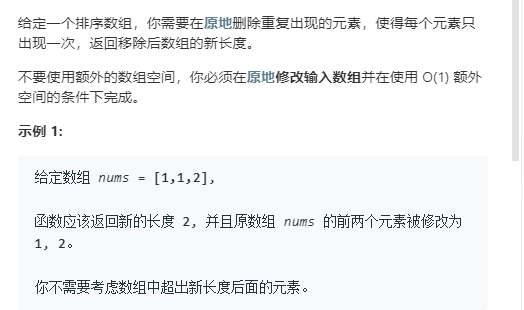 给定一个排序数组，你需要在原地删除重复出现的元素，使得每个元素只
出现一次，返回移除后数组的新长度。
不要使用额外的数组空间，你必须在原地修改输入数组并在使用 O(1) 额外
空间的条件下完成。
示例 1:
给定数组 nums = [1,1,2],
函数应该返回新的长度 2, 并且原数组 nums 的前两个元素被修改为
1, 2。
你不需要考虑数组中超出新长度后面的元素。